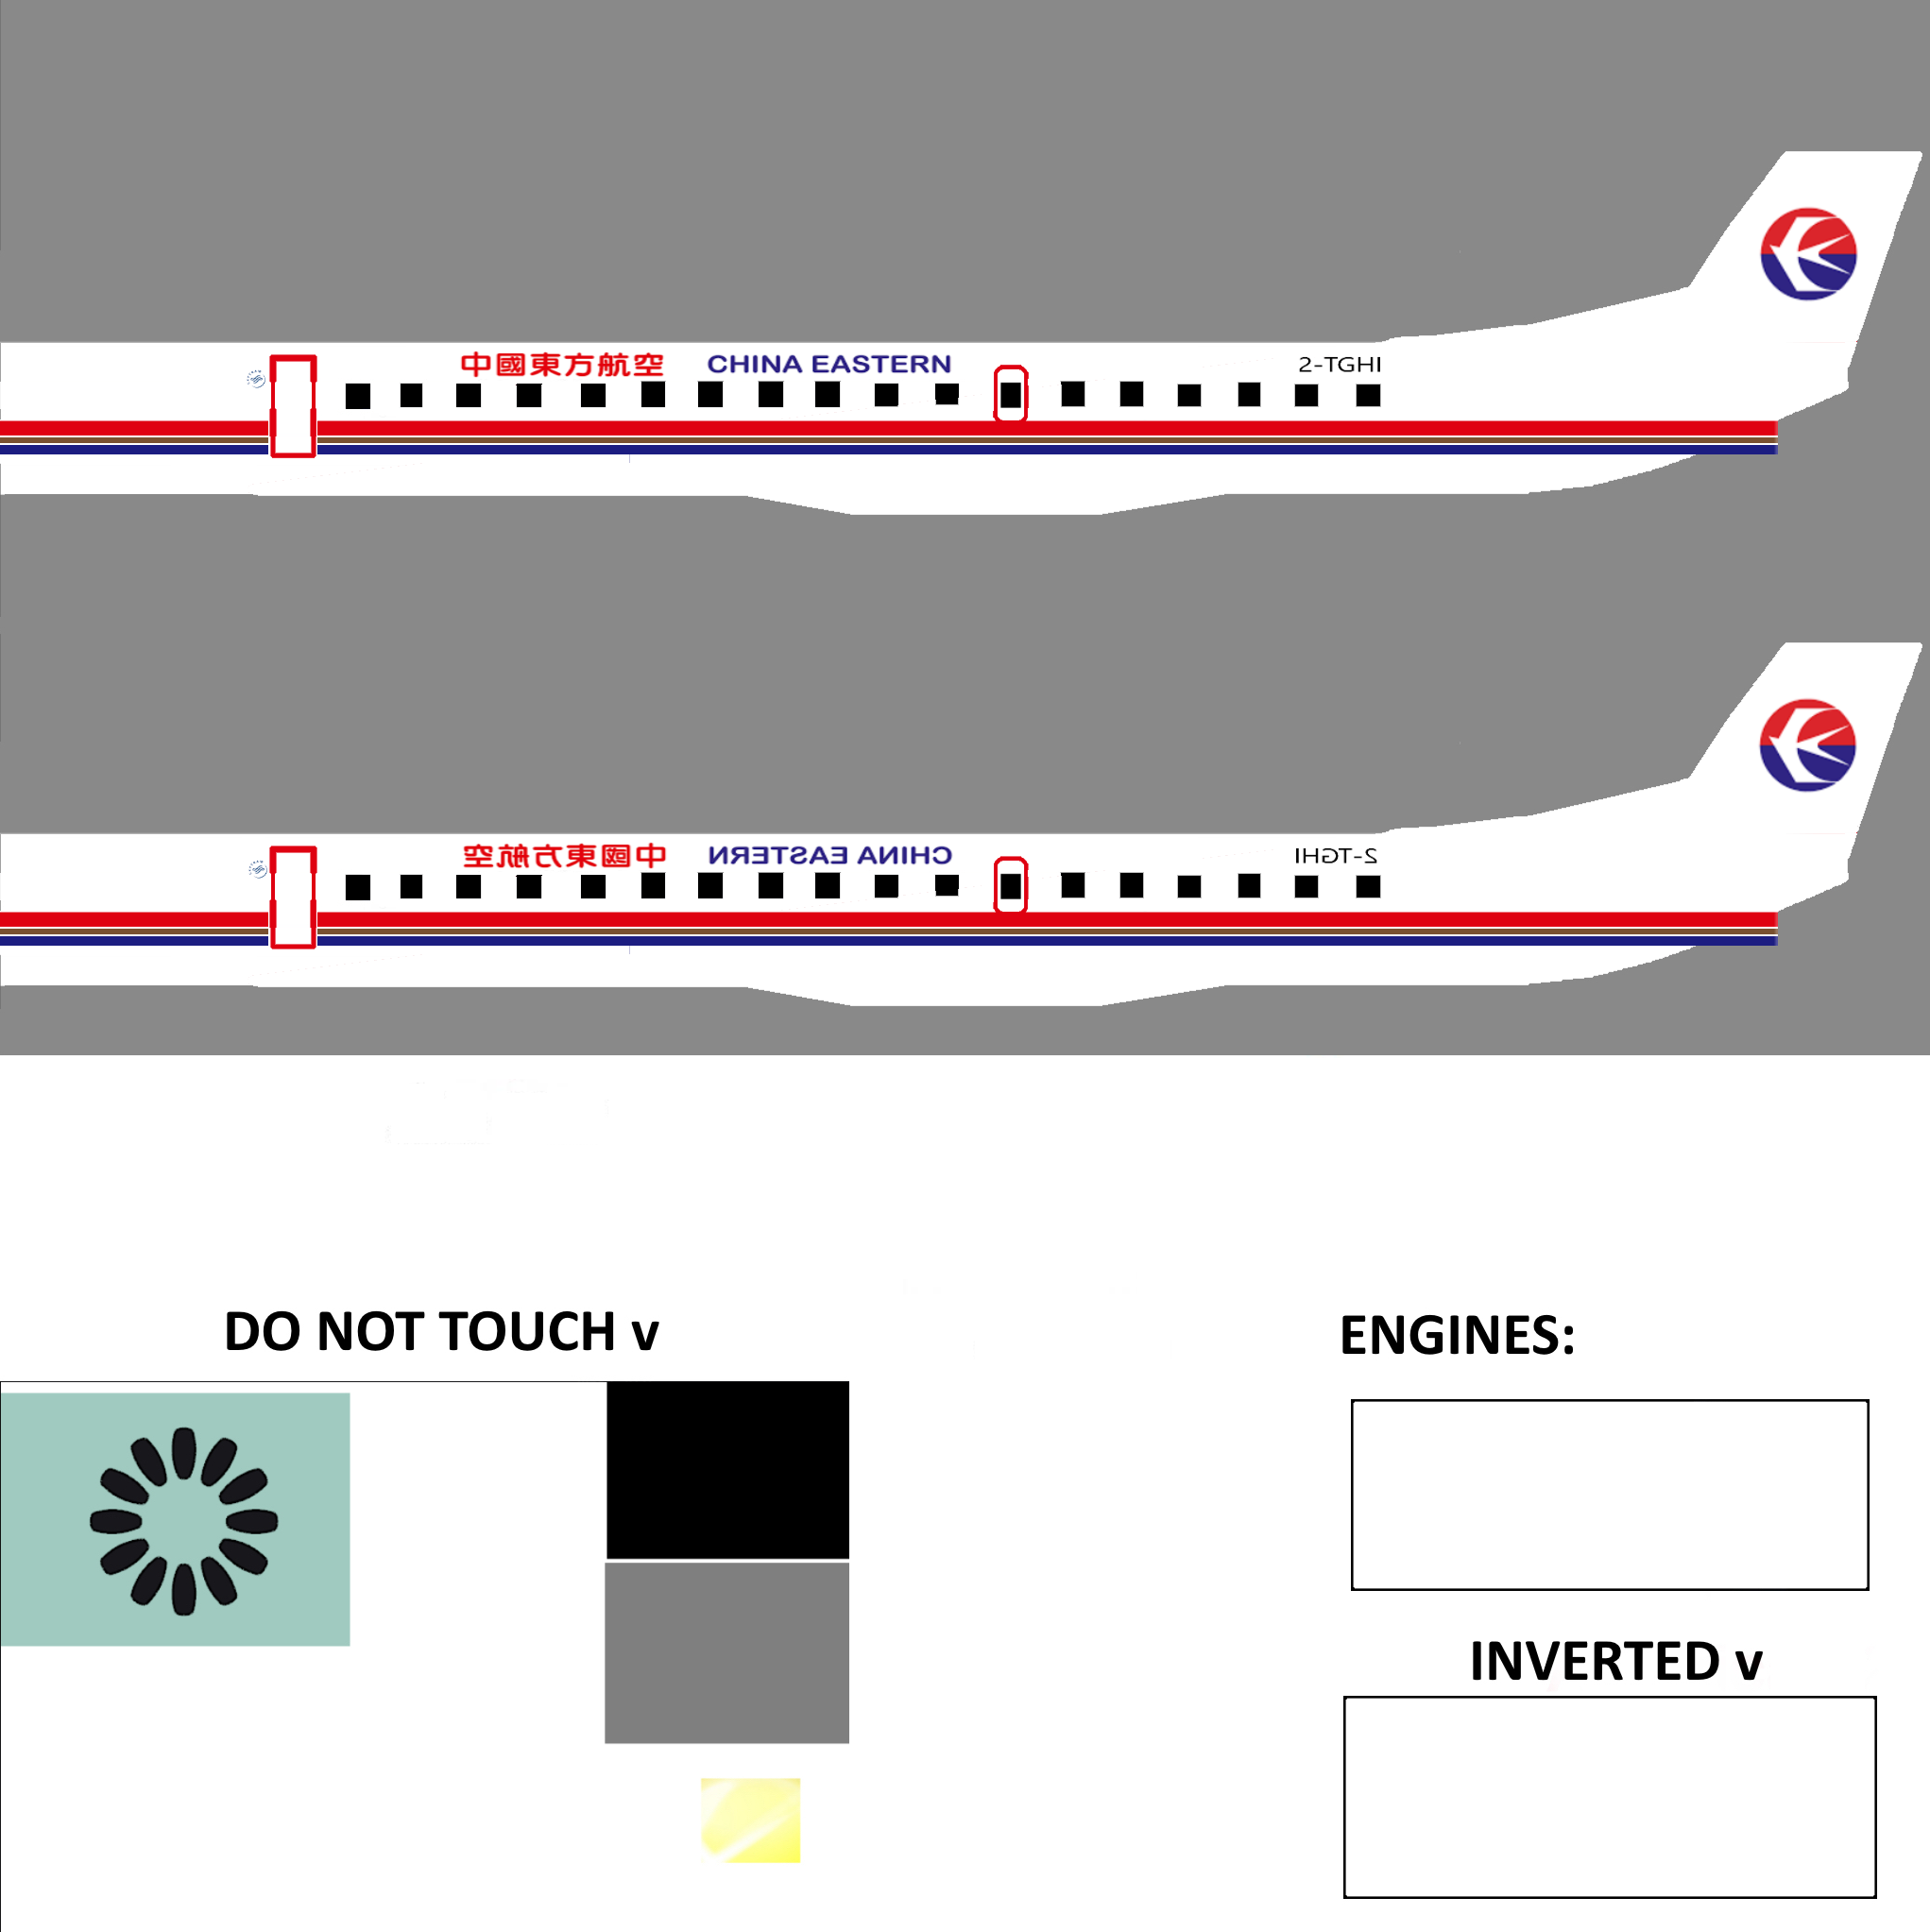 中國東方航空 CHINA EASTERN 2-TGHI
中國東方航空 CHINA EASTERN 2-TGHI
DO NOT TOUCH v
ENGINES:
INVERTED v